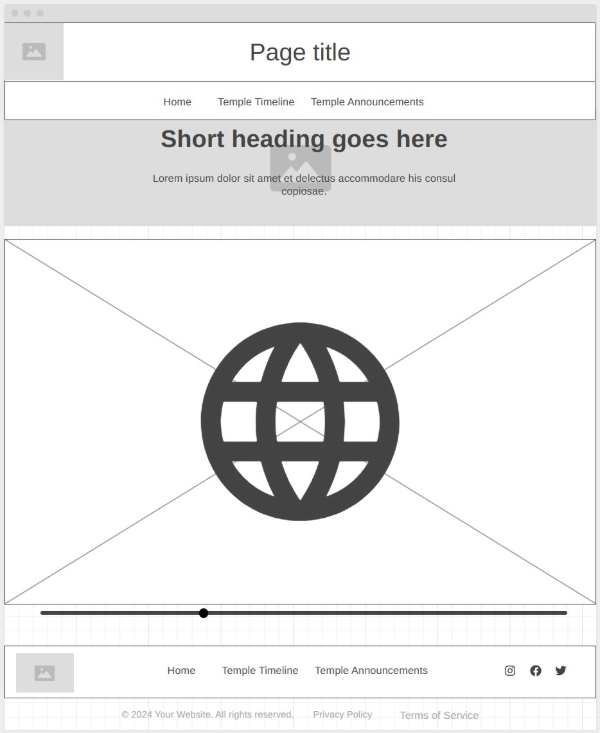 Page title
Home Temple Timeline Temple Announcements
Short heading goes here
Lorem ipsum dolor sit amet et delectus accommodare his consul
copiosae.
Home Temple Timeline Temple Announcements
© 2024 Your Website. All rights reserved. Privacy Policy Terms of Service